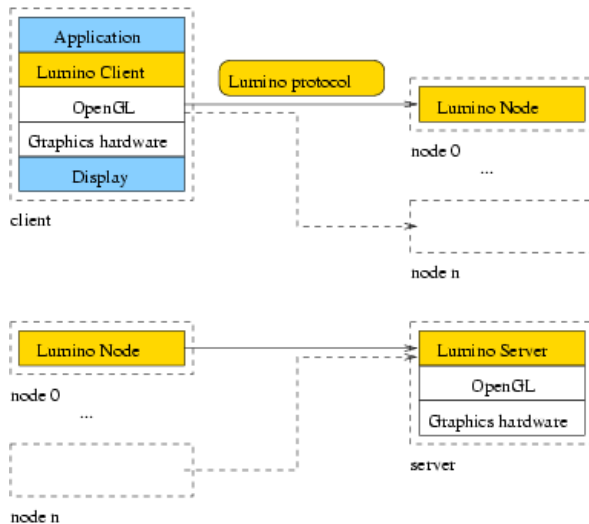 Application
Lumino Client
OpenGL
Graphics hardware
Display
client
Lumino protocol
Lumino Node
node 0
...
node n
Lumino Node
node 0
...
node n
Lumino Server
OpenGL
Graphics hardware
server